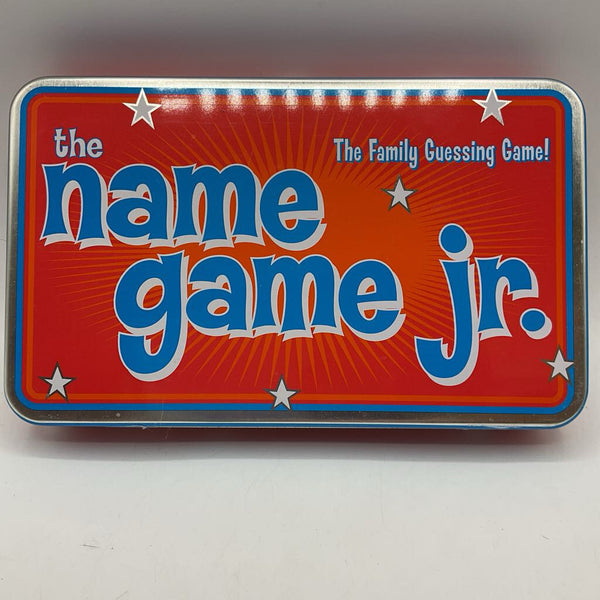 the
The Family Guessing Game!
name
game jr.